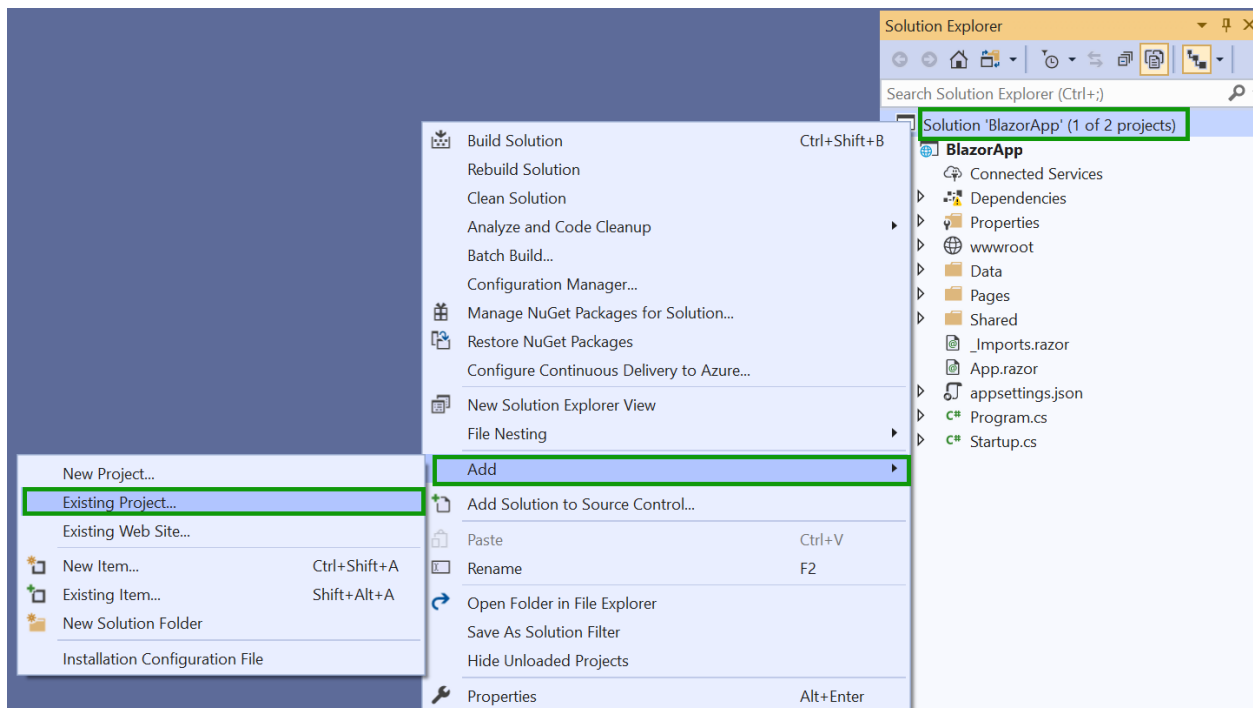 Solution Explorer
Search Solution Explorer (Ctrl+;)
Solution 'BlazorApp' (1 of 2 projects)
BlazorApp
Connected Services
Dependencies
Properties
wwwroot
Data
Pages
Shared
_Imports.razor
App.razor
appsettings.json
C# Program.cs
C# Startup.cs
Build Solution Ctrl+Shift+B
Rebuild Solution
Clean Solution
Analyze and Code Cleanup
Batch Build...
Configuration Manager...
Manage NuGet Packages for Solution...
Restore NuGet Packages
Configure Continuous Delivery to Azure...
New Solution Explorer View
File Nesting
Add
Add Solution to Source Control...
Paste Ctrl+V
Rename F2
Open Folder in File Explorer
Save As Solution Filter
Hide Unloaded Projects
Properties Alt+Enter
New Project...
Existing Project...
Existing Web Site...
New Item... Ctrl+Shift+A
Existing Item... Shift+Alt+A
New Solution Folder
Installation Configuration File